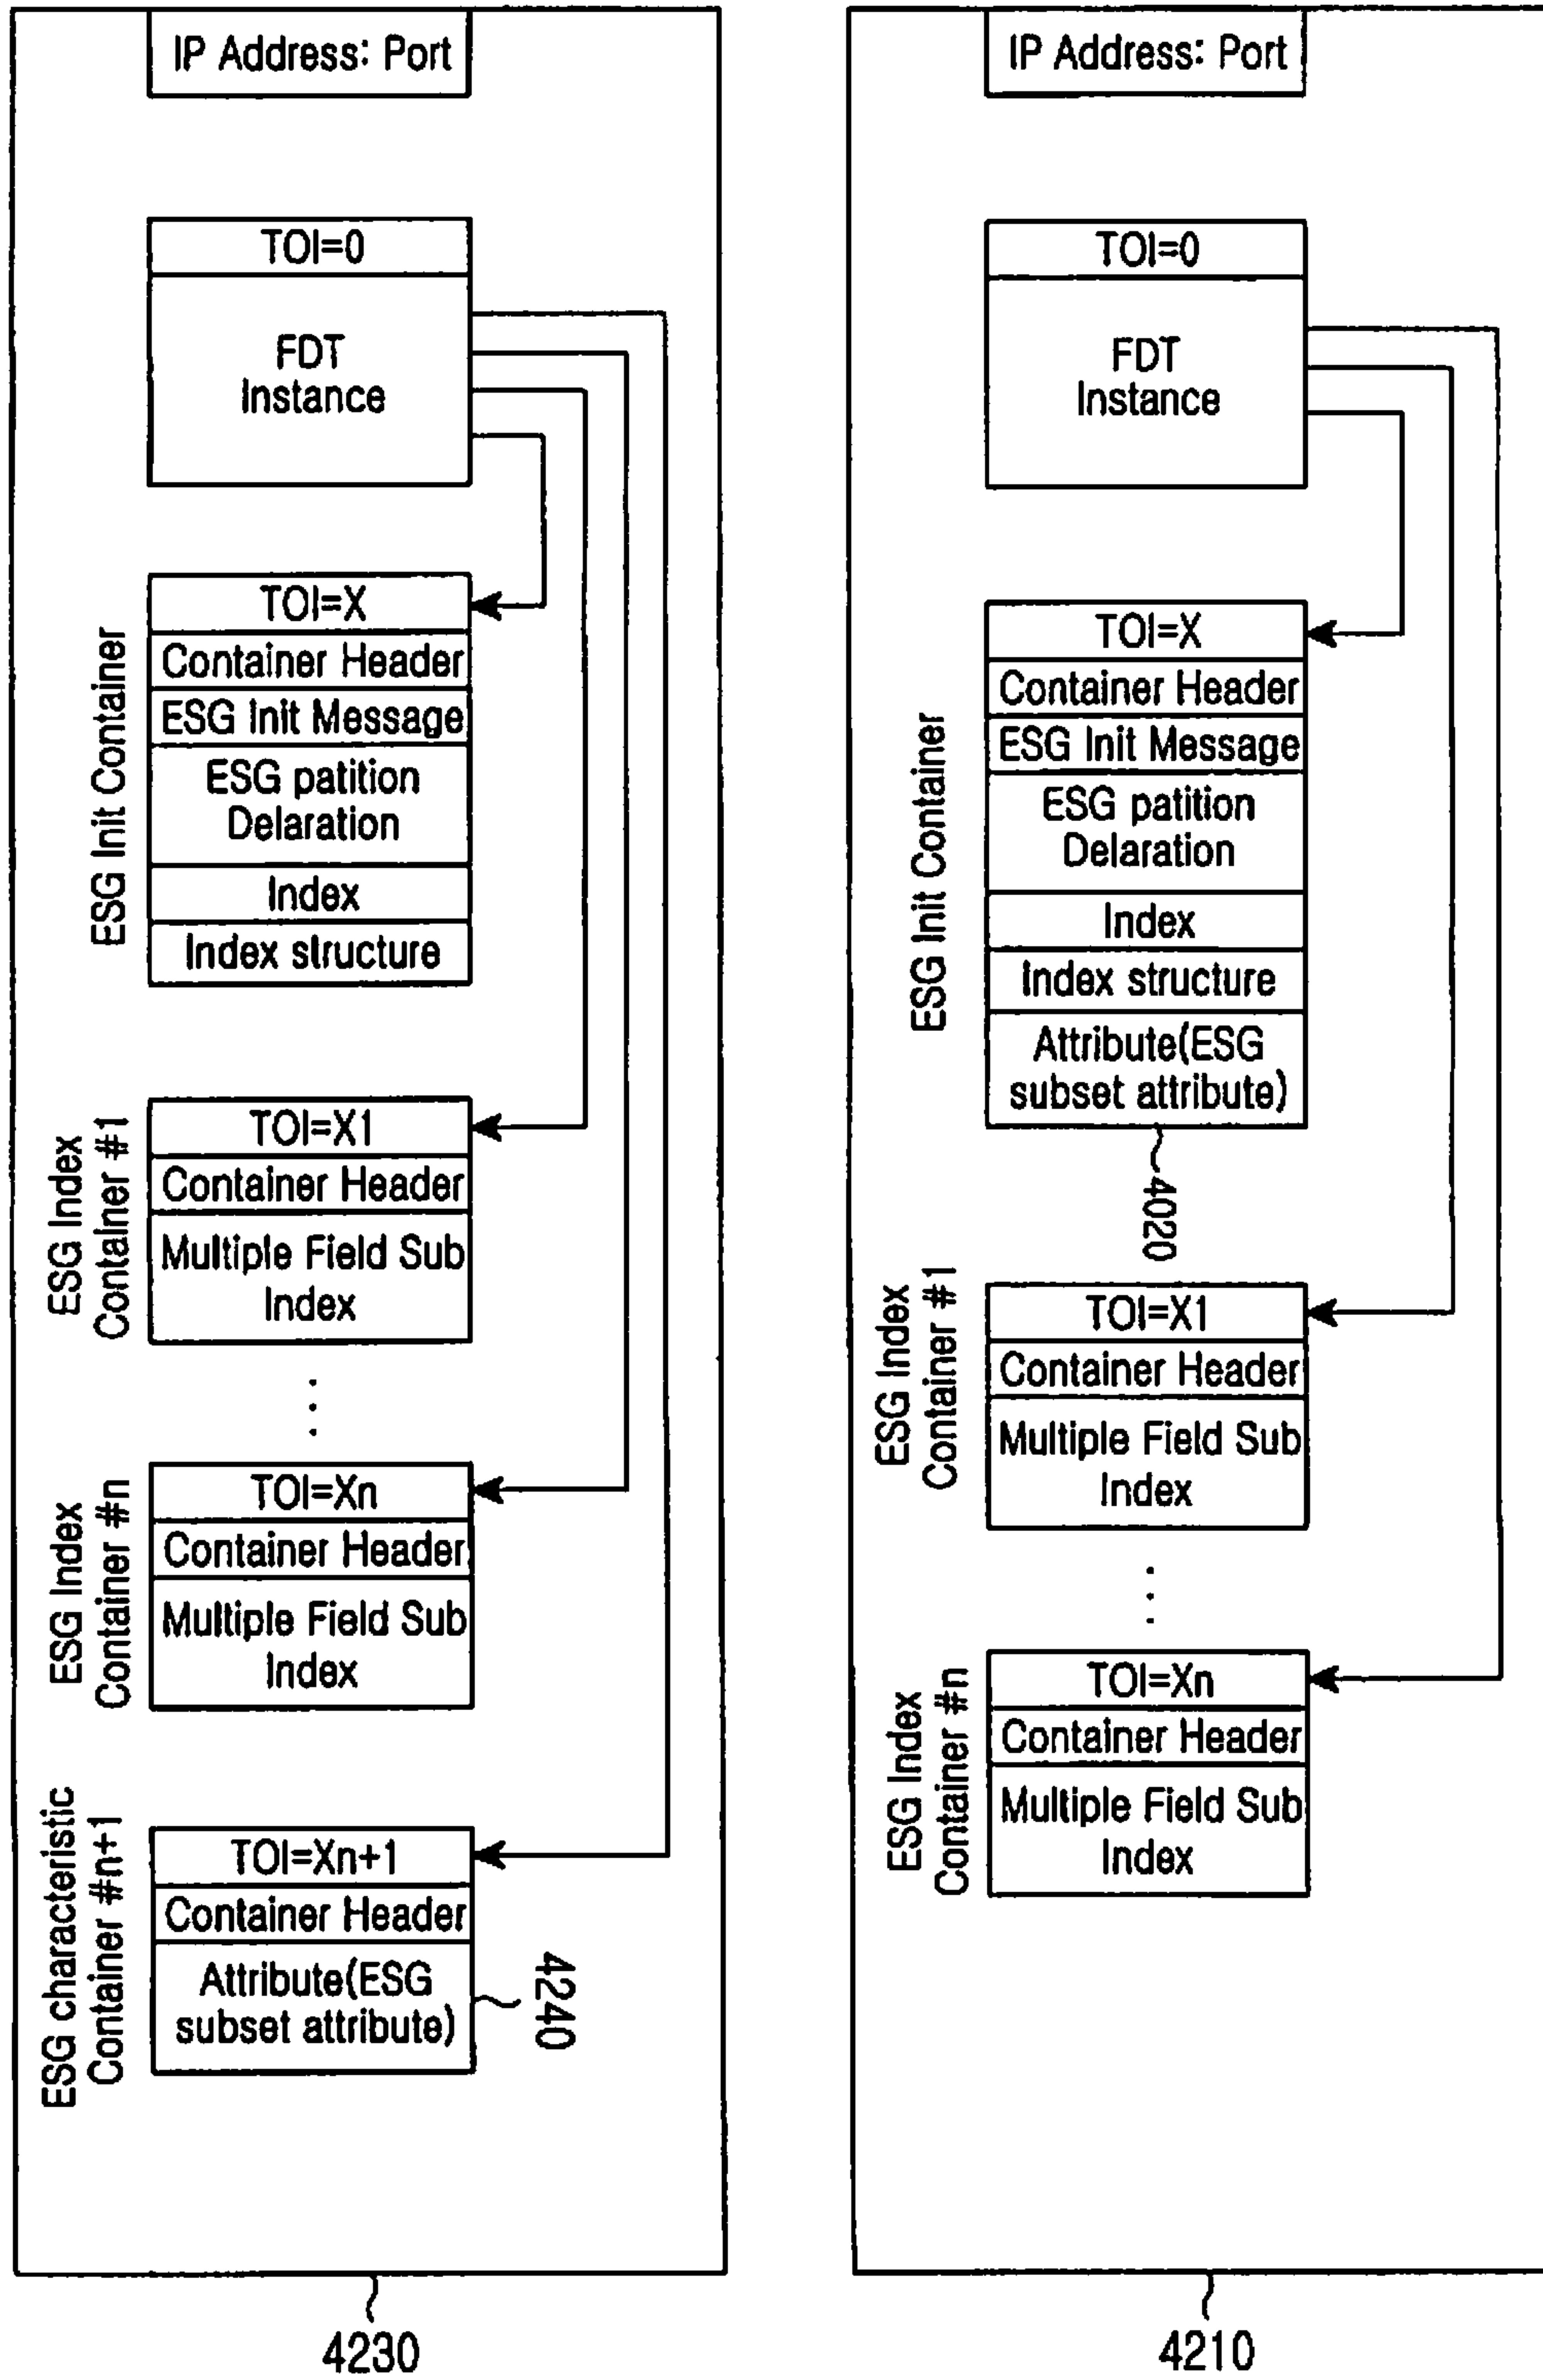 IP Address: Port
TOI=0
FDT
Instance
ESG Init Container
TOI=X
Container Header
ESG Init Message
ESG patition
Delaration
Index
Index structure
ESG Index
Container #1
TOI=X1
Container Header
Multiple Field Sub
Index
ESG Index
Container #n
TOI=Xn
Container Header
Multiple Field Sub
Index
ESG characteristic
Container #n+1
TOI=Xn+1
Container Header
Attribute(ESG
subset attribute)
4240
4230
IP Address: Port
TOI=0
FDT
Instance
ESG Init Container
TOI=X
Container Header
ESG Init Message
ESG patition
Delaration
Index
Index structure
Attribute(ESG
subset attribute)
4020
ESG Index
Container #1
TOI=X1
Container Header
Multiple Field Sub
Index
ESG Index
Container #n
TOI=Xn
Container Header
Multiple Field Sub
Index
4210